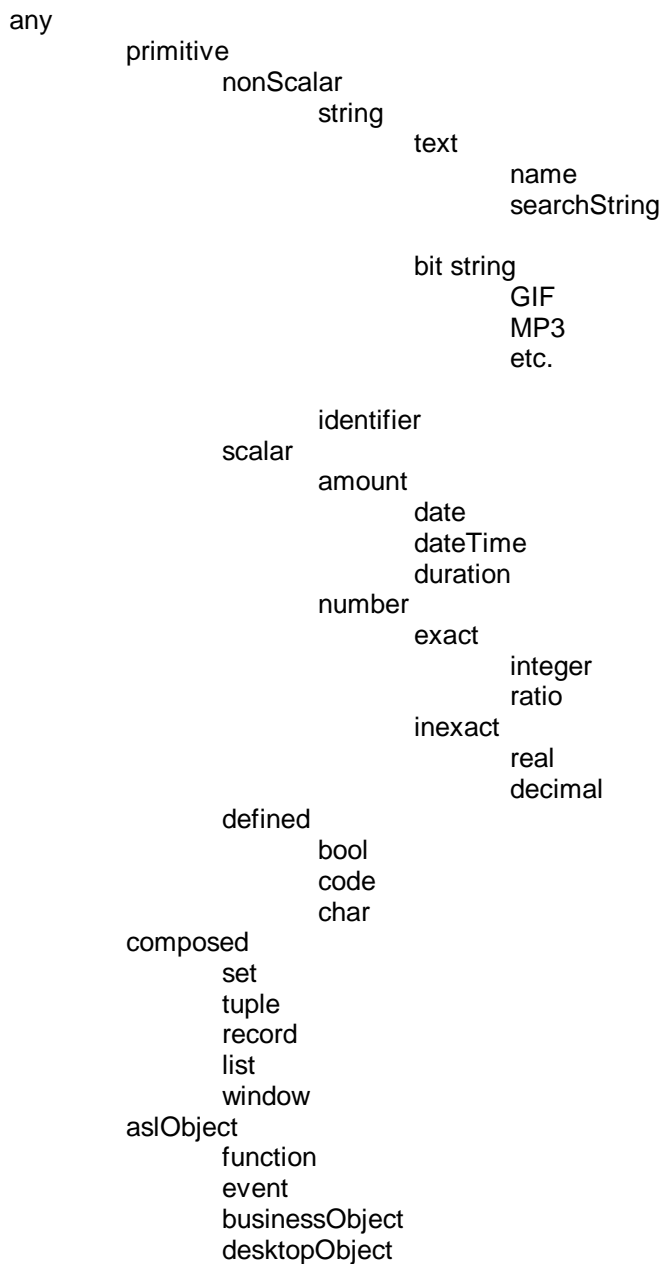 any
primitive
nonScalar
string
text
name
searchString
bit string
GIF
MP3
etc.
identifier
scalar
amount
date
dateTime
duration
number
exact
integer
ratio
inexact
real
decimal
defined
bool
code
char
composed
set
tuple
record
list
window
aslObject
function
event
businessObject
desktopObject